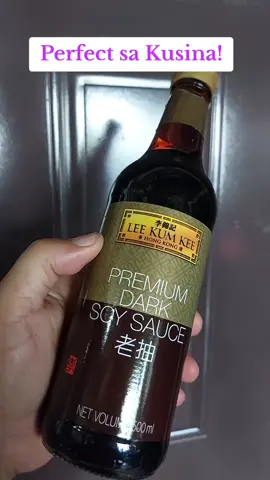 Perfect sa Kusina!
李錦記
LEE KUM KEE
HONG KONG
PREMIUM
DARK
SOY SAUCE
老抽
NET VOLUME 500ml